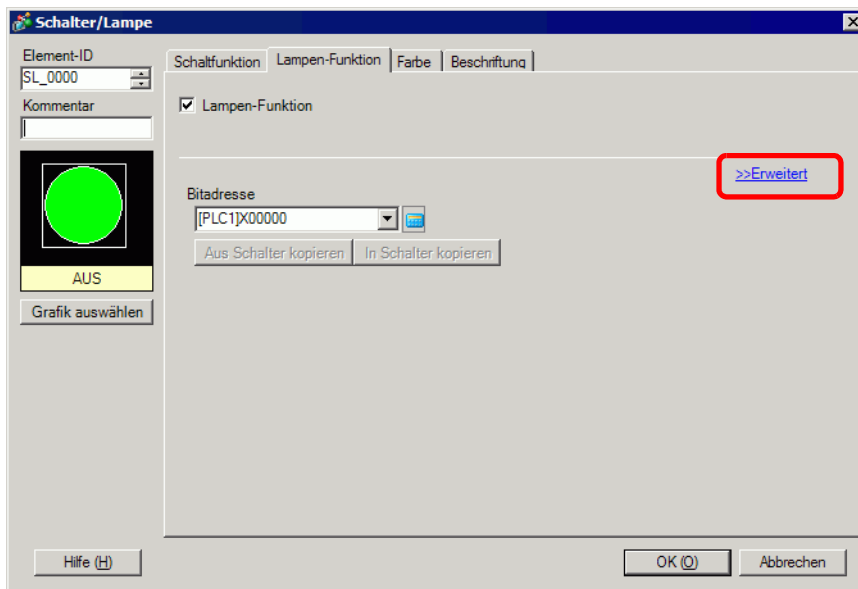 Schalter/Lampe
Element-ID
SL_0000
Kommentar
AUS
Grafik auswählen
Schaltfunktion Lampen-Funktion Farbe Beschriftung
Lampen-Funktion
>>Erweitert
Bitadresse
[PLC1]X00000
Aus Schalter kopieren In Schalter kopieren
Hilfe (H) OK (O) Abbrechen